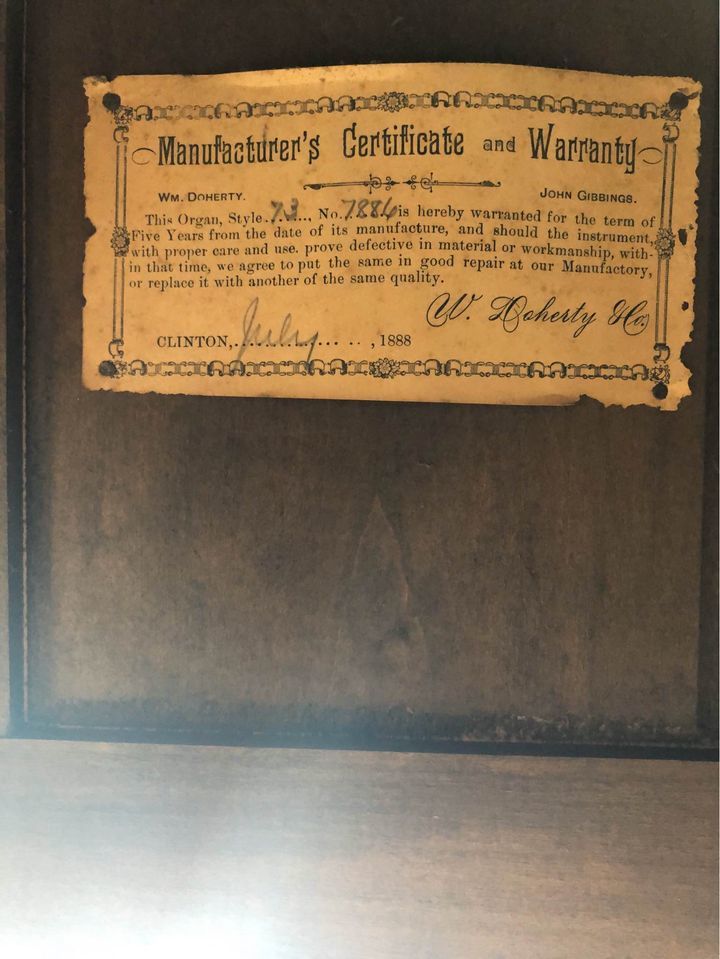 Manufacturer's Certificate and Warranty
WM. DOHERTY. JOHN GIBBINGS.
This Organ, Style.73..., No.7884 is hereby warranted for the term of
Five Years from the date of its manufacture, and should the instrument,
with proper care and use. prove defective in material or workmanship, with-
in that time, we agree to put the same in good repair at our Manufactory,
or replace it with another of the same quality.
W. Doherty & Co.
CLINTON, July , 1888